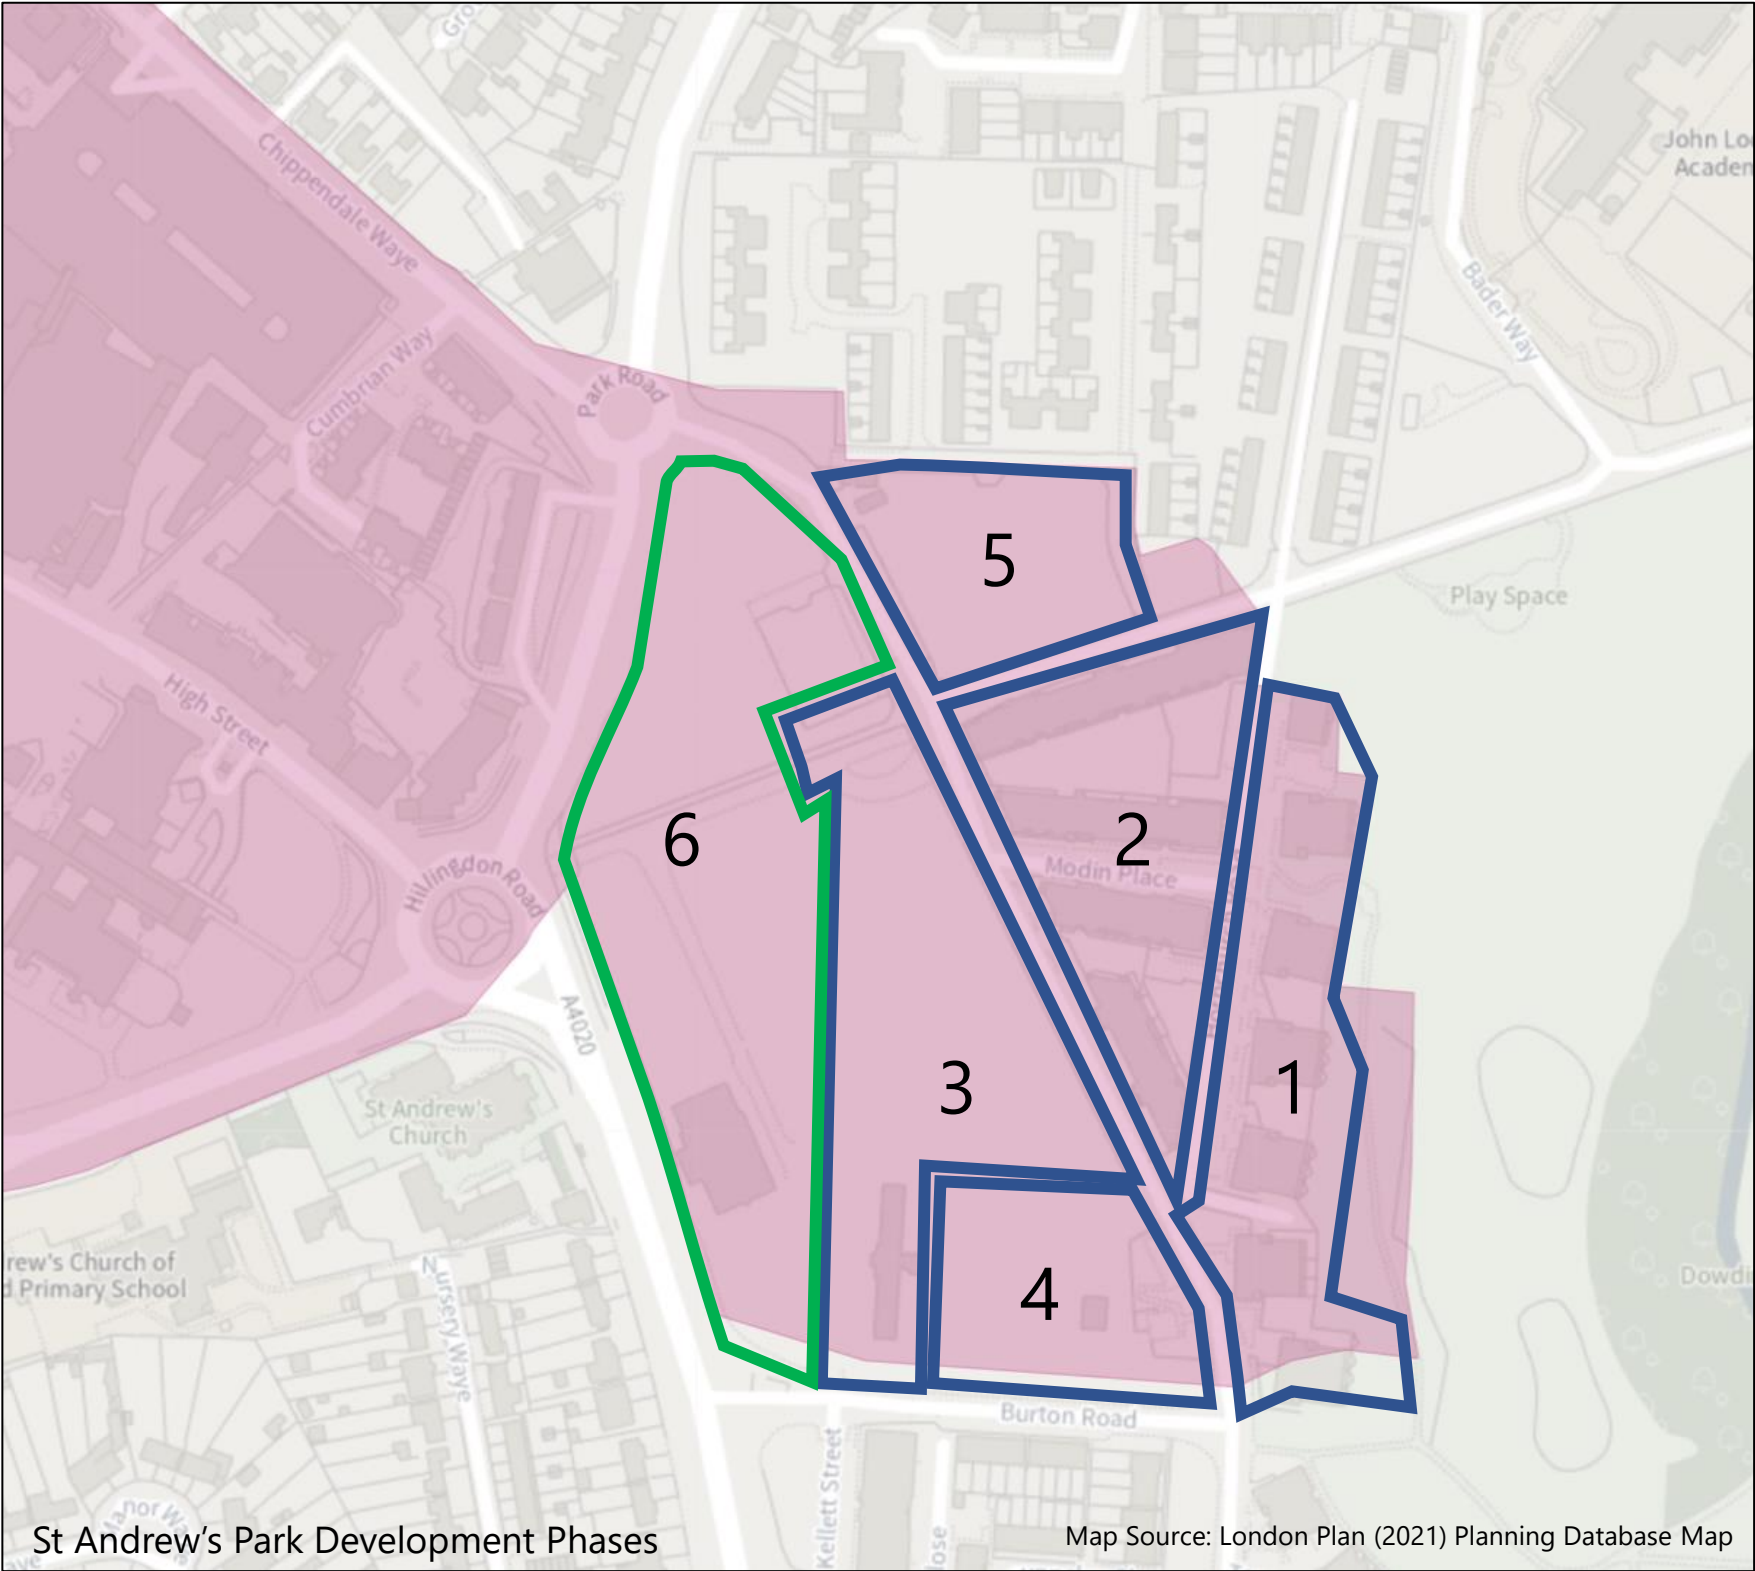 Gro
John Lo
Academ
Chippendale Waye
Bader Way
Park Road
Cumbrian Way
5
Play Space
High Street
6
2
Modin Place
Hillingdon Road
A4020
3
1
St Andrew's
Church
rew's Church of
d Primary School
Nursery Waye
4
Dowdi
Burton Road
Kellett Street
lose
St Andrew's Park Development Phases
Map Source: London Plan (2021) Planning Database Map